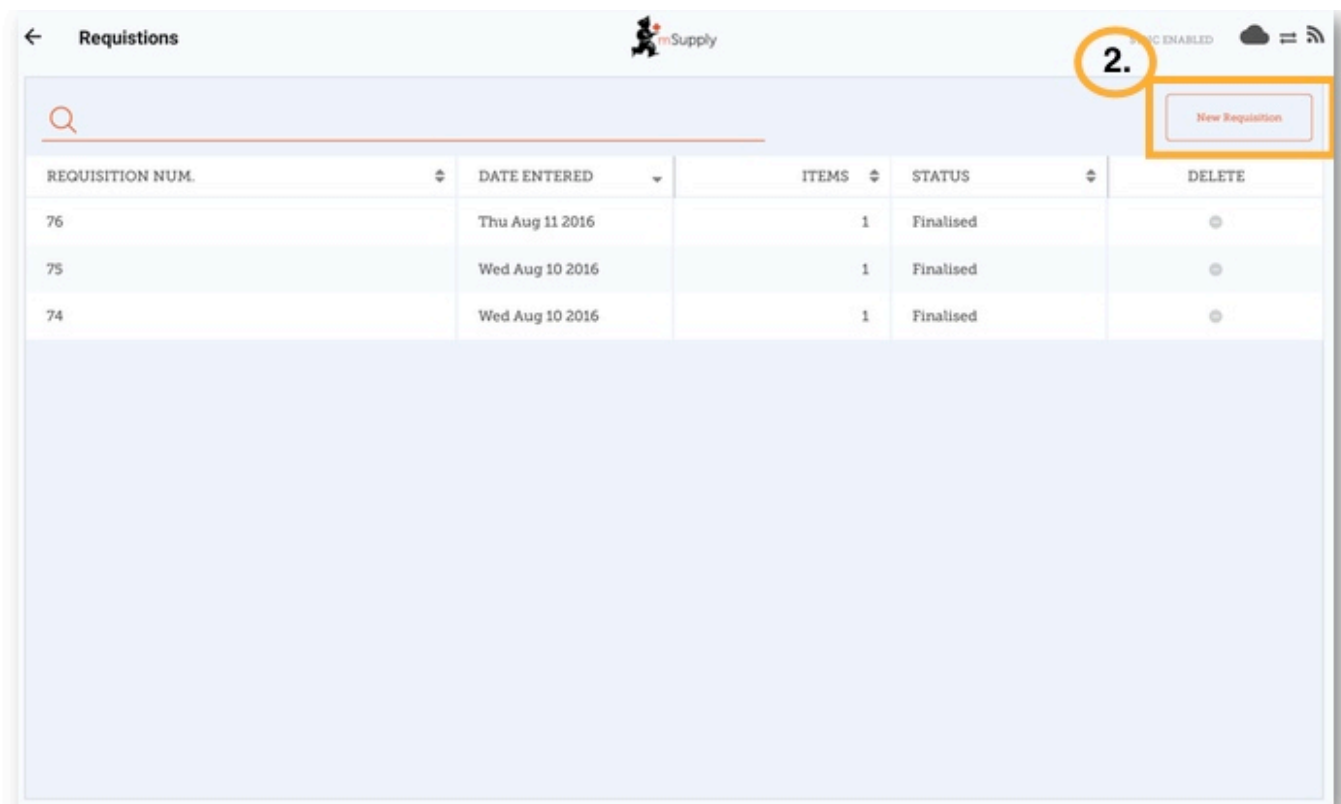 Requistions
mSupply
ENABLED
2.
New Requisition
REQUISITION NUM. DATE ENTERED ITEMS STATUS DELETE
76 Thu Aug 11 2016 1 Finalised
75 Wed Aug 10 2016 1 Finalised
74 Wed Aug 10 2016 1 Finalised